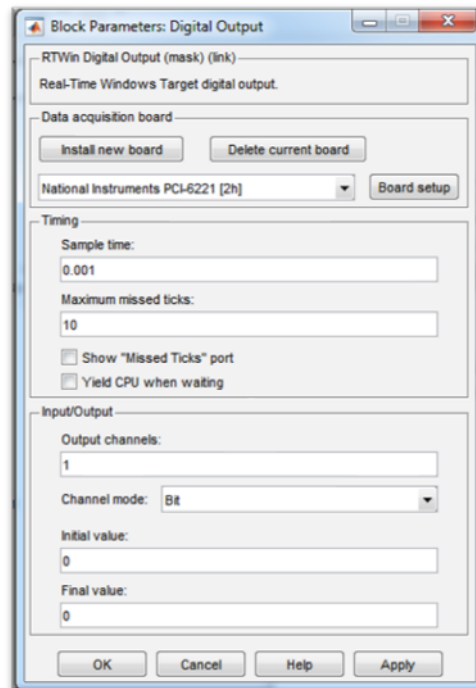 Block Parameters: Digital Output
RTWin Digital Output (mask) (link)
Real-Time Windows Target digital output.
Data acquisition board
Install new board Delete current board
National Instruments PCI-6221 [2h] Board setup
Timing
Sample time:
0.001
Maximum missed ticks:
10
Show "Missed Ticks" port
Yield CPU when waiting
Input/Output
Output channels:
1
Channel mode: Bit
Initial value:
0
Final value:
0
OK Cancel Help Apply